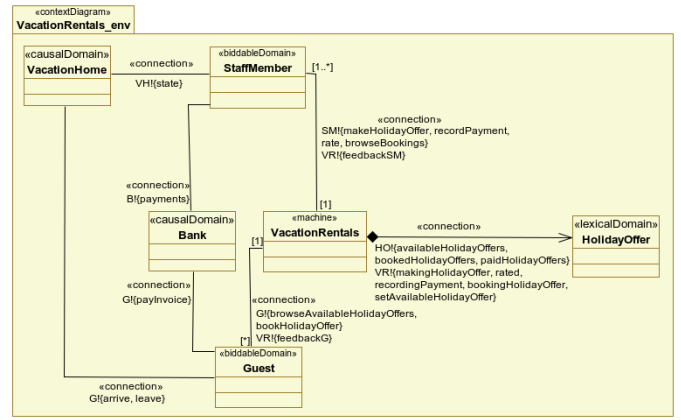 «contextDiagram»
VacationRentals_env
«causalDomain»
VacationHome
«connection»
VH!{state}
«biddableDomain»
StaffMember
[1..*]
«connection»
SM!{makeHolidayOffer, recordPayment,
rate, browseBookings}
VR!{feedbackSM}
«connection»
B!{payments}
[1]
«causalDomain»
Bank
«machine»
VacationRentals
[1]
«connection»
HO!{availableHolidayOffers,
bookedHolidayOffers, paidHolidayOffers}
VR!{makingHolidayOffer, rated,
recordingPayment, bookingHolidayOffer,
setAvailableHolidayOffer}
«lexicalDomain»
HolidayOffer
«connection»
G!{payInvoice}
«connection»
G!{browseAvailableHolidayOffers,
bookHolidayOffer}
VR!{feedbackG}
[*]
«biddableDomain»
Guest
«connection»
G!{arrive, leave}